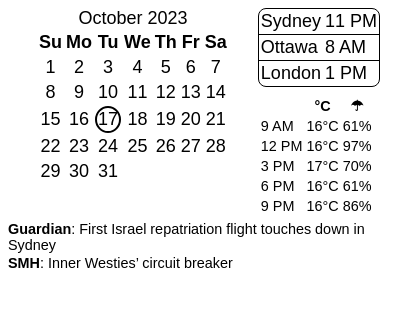 October 2023
Su Mo Tu We Th Fr Sa
1 2 3 4 5 6 7
8 9 10 11 12 13 14
15 16 17 18 19 20 21
22 23 24 25 26 27 28
29 30 31
Sydney 11 PM
Ottawa 8 AM
London 1 PM
°C ☂
9 AM 16°C 61%
12 PM 16°C 97%
3 PM 17°C 70%
6 PM 16°C 61%
9 PM 16°C 86%
Guardian: First Israel repatriation flight touches down in
Sydney
SMH: Inner Westies’ circuit breaker